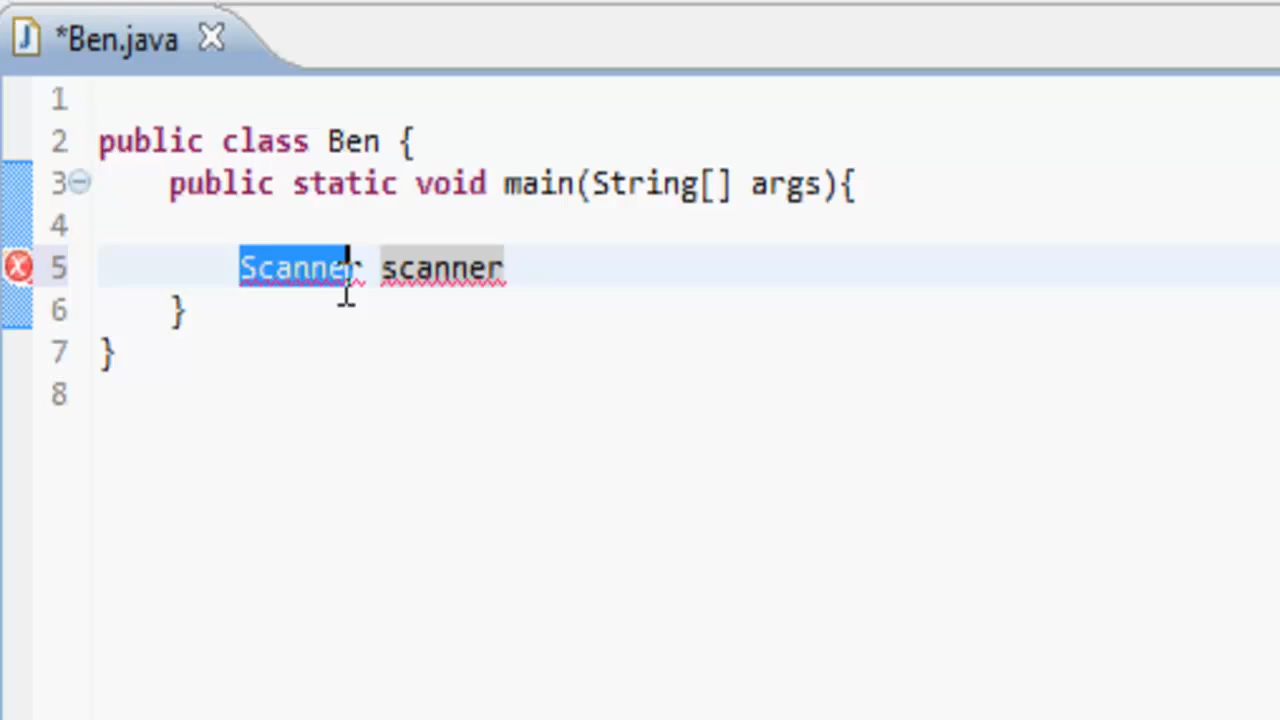 *Ben.java
1
2 public class Ben {
3 public static void main(String[] args){
4
5 Scanner scanner
6 }
7 }
8